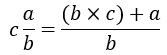 c a/b = (b × c) + a / b